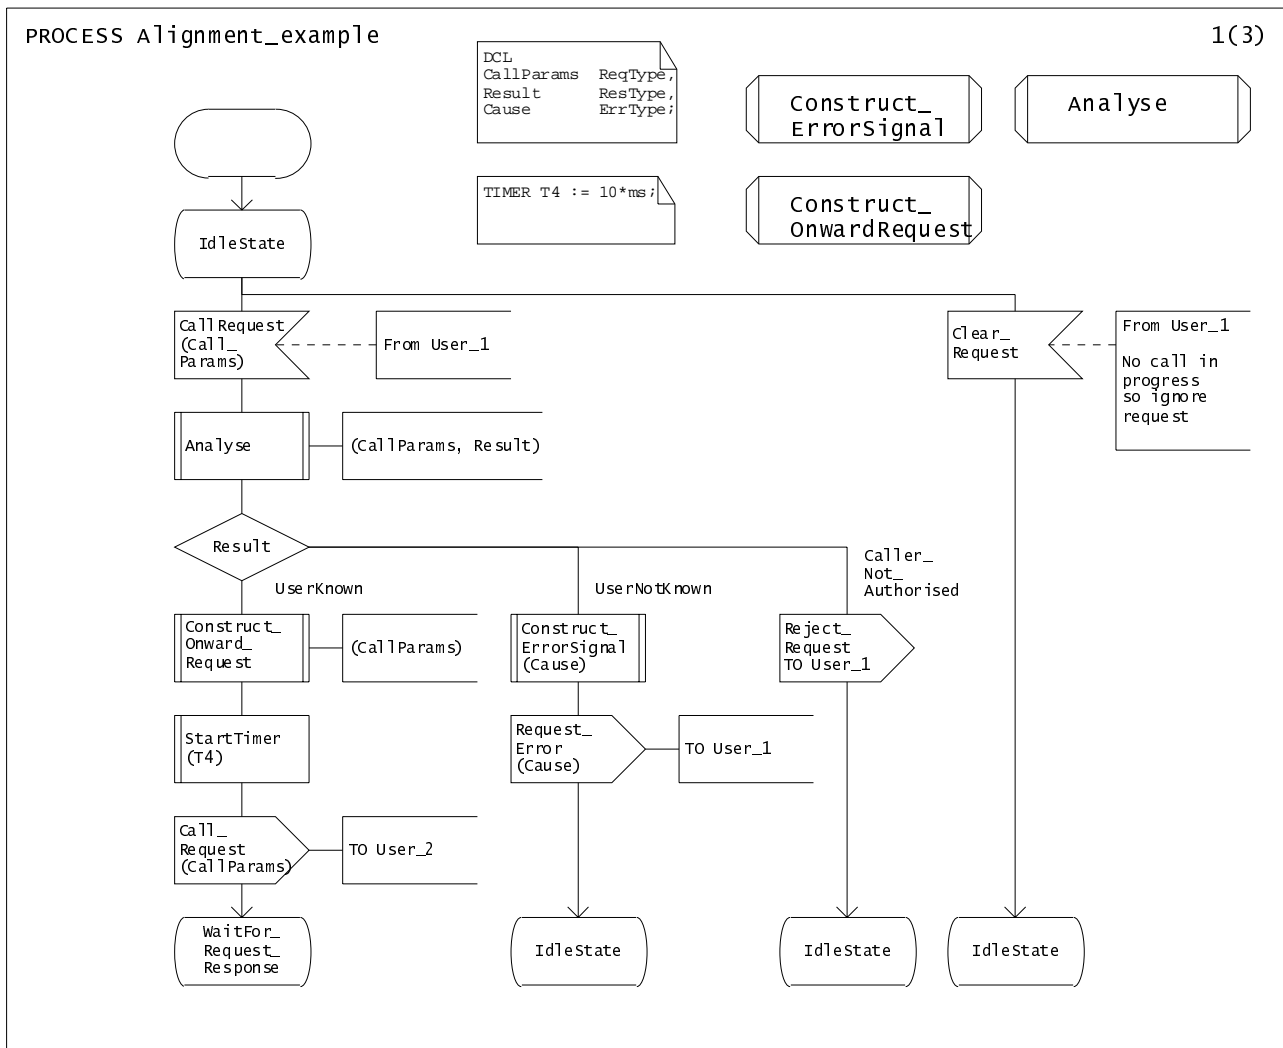 PROCESS Alignment_example
1(3)
DCL
CallParams ReqType,
Result ResType,
Cause ErrType;
Construct_
ErrorSignal
Analyse
TIMER T4 := 10*ms;
Construct_
OnwardRequest
IdleState
CallRequest
(Call_
Params)
From User_1
Clear_
Request
From User_1
No call in
progress
so ignore
request
Analyse
(CallParams, Result)
Result
UserKnown
UserNotKnown
Caller_
Not_
Authorised
Construct_
Onward_
Request
(CallParams)
Construct_
ErrorSignal
(Cause)
Reject_
Request
TO User_1
StartTimer
(T4)
Request_
Error
(Cause)
TO User_1
Call_
Request
(CallParams)
TO User_2
WaitFor_
Request_
Response
IdleState
IdleState
IdleState